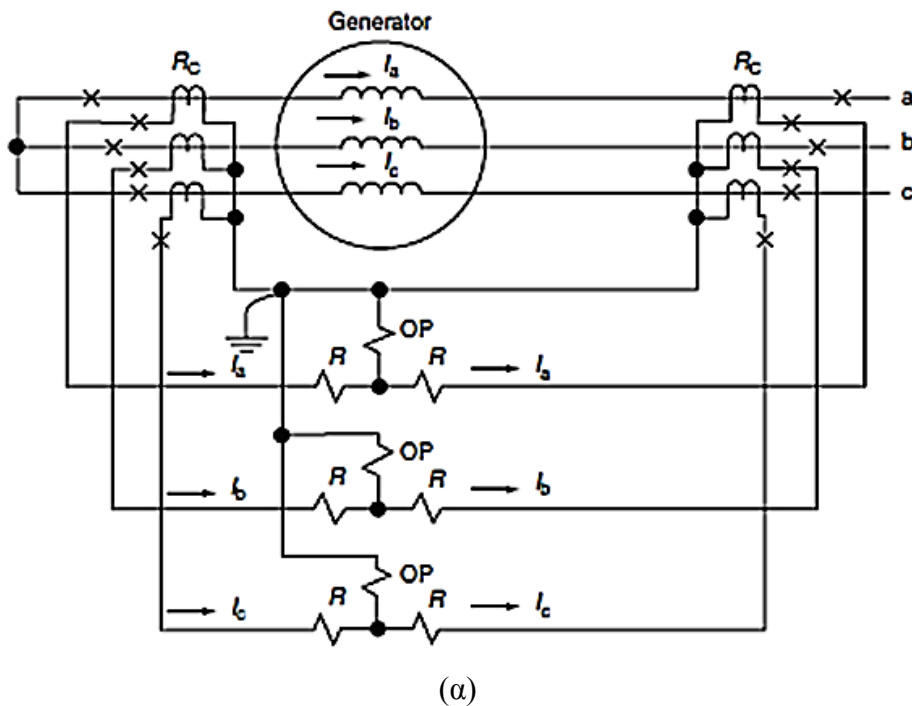 Generator
R_C I_a R_C
a
I_b
b
I_c
c
OP
I_a R R I_a
OP
I_b R R I_b
OP
I_c R R I_c
(α)